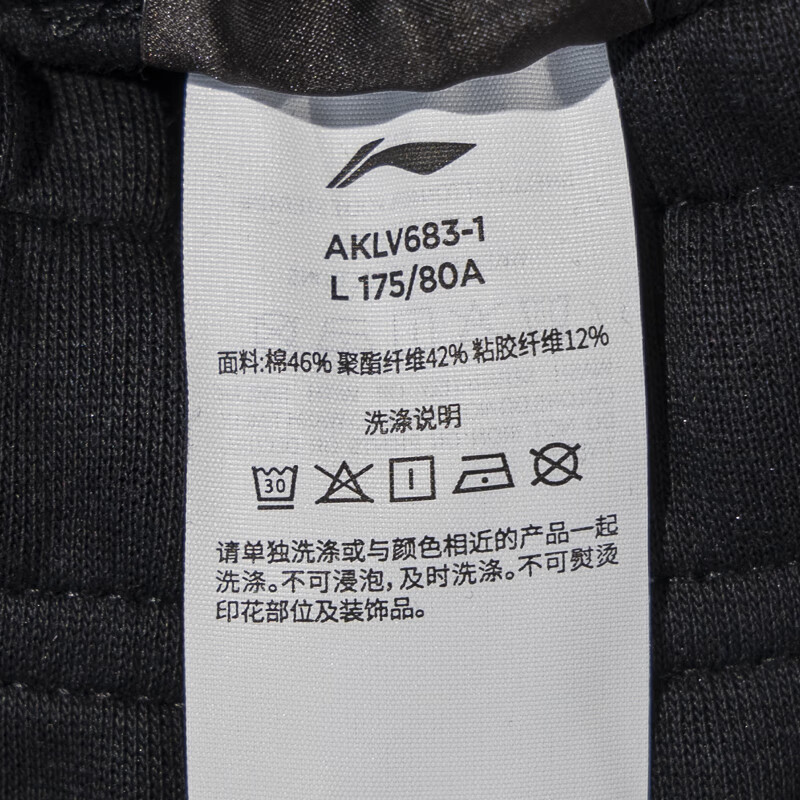 AKLV683-1
L 175/80A
面料:棉46% 聚酯纤维42% 粘胶纤维12%
洗涤说明
30
请单独洗涤或与颜色相近的产品一起
洗涤。不可浸泡,及时洗涤。不可熨烫
印花部位及装饰品。